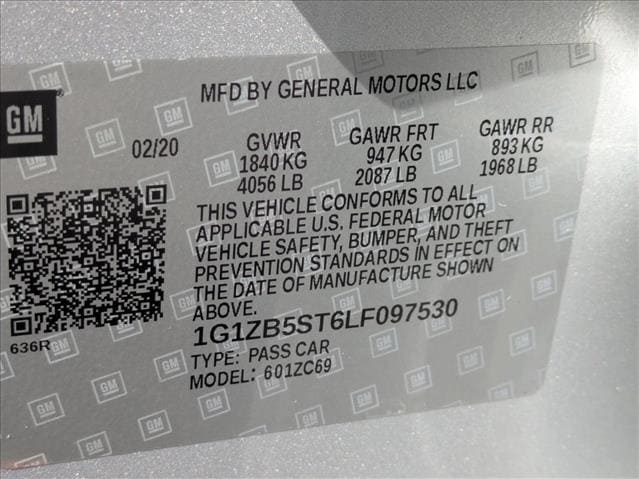 MFD BY GENERAL MOTORS LLC
GM
02/20
GVWR
1840 KG
4056 LB
GAWR FRT
947 KG
2087 LB
GAWR RR
893 KG
1968 LB
THIS VEHICLE CONFORMS TO ALL
APPLICABLE U.S. FEDERAL MOTOR
VEHICLE SAFETY, BUMPER, AND THEFT
PREVENTION STANDARDS IN EFFECT ON
THE DATE OF MANUFACTURE SHOWN
ABOVE.
636R
1G1ZB5ST6LF097530
TYPE: PASS CAR
MODEL: 601ZC69